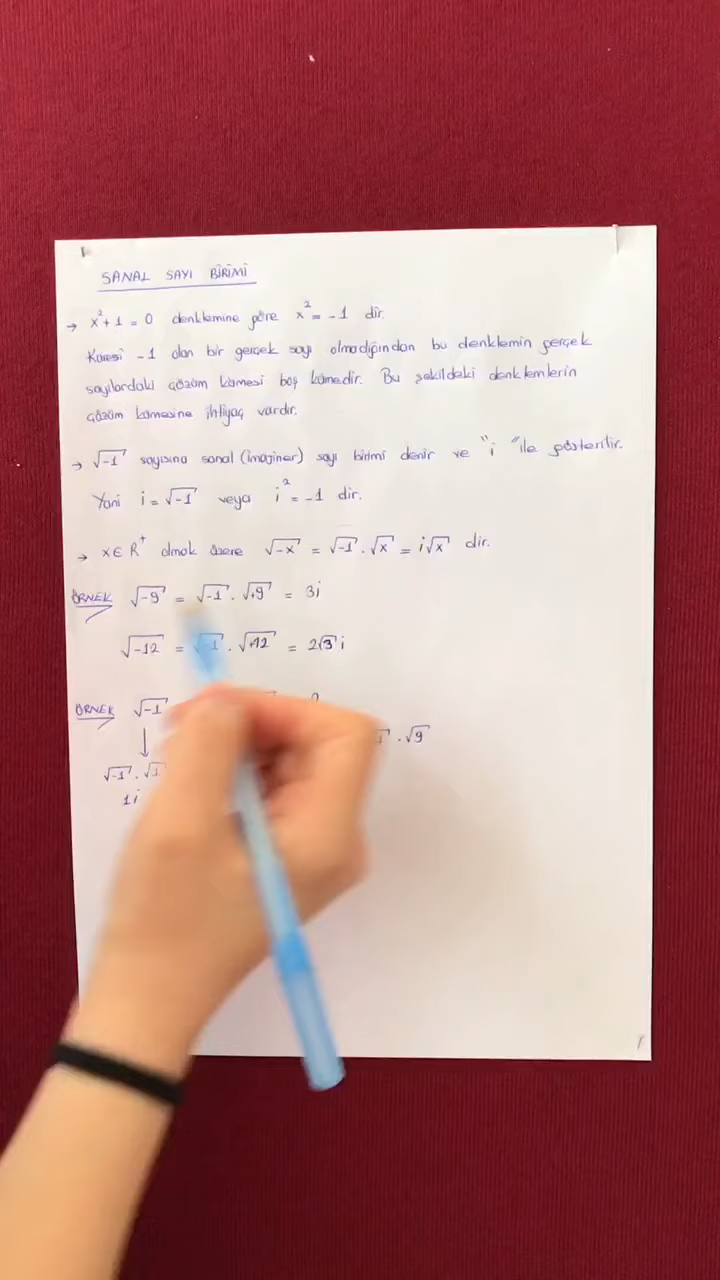 SANAL SAYI BİRİMİ
→ x²+1=0 denklemine göre x²=-1 dir.
Karesi -1 olan bir gerçek sayı olmadığından bu denklemin gerçek
sayılardaki çözüm kümesi boş kümedir. Bu şekildeki denklemlerin
çözüm kümesine ihtiyaç vardır.
→ √-1 sayısına sanal (imaginer) sayı birimi denir ve "i" ile gösterilir.
Yani i=√-1 veya i²=-1 dir.
→ x∈R⁺ olmak üzere √-x = √-1 . √x = i√x dir.
ÖRNEK √-9 = √-1 . √+9 = 3i
√-12 = √-1 . √+12 = 2√3 i
ÖRNEK √-1
↓ . √9
√-1 . √1
1i